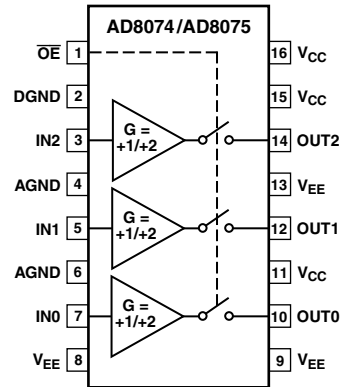 AD8074/AD8075
OE 1 16 VCC
DGND 2 15 VCC
IN2 3 G = +1/+2 14 OUT2
AGND 4 13 VEE
IN1 5 G = +1/+2 12 OUT1
AGND 6 11 VCC
IN0 7 G = +1/+2 10 OUT0
VEE 8 9 VEE